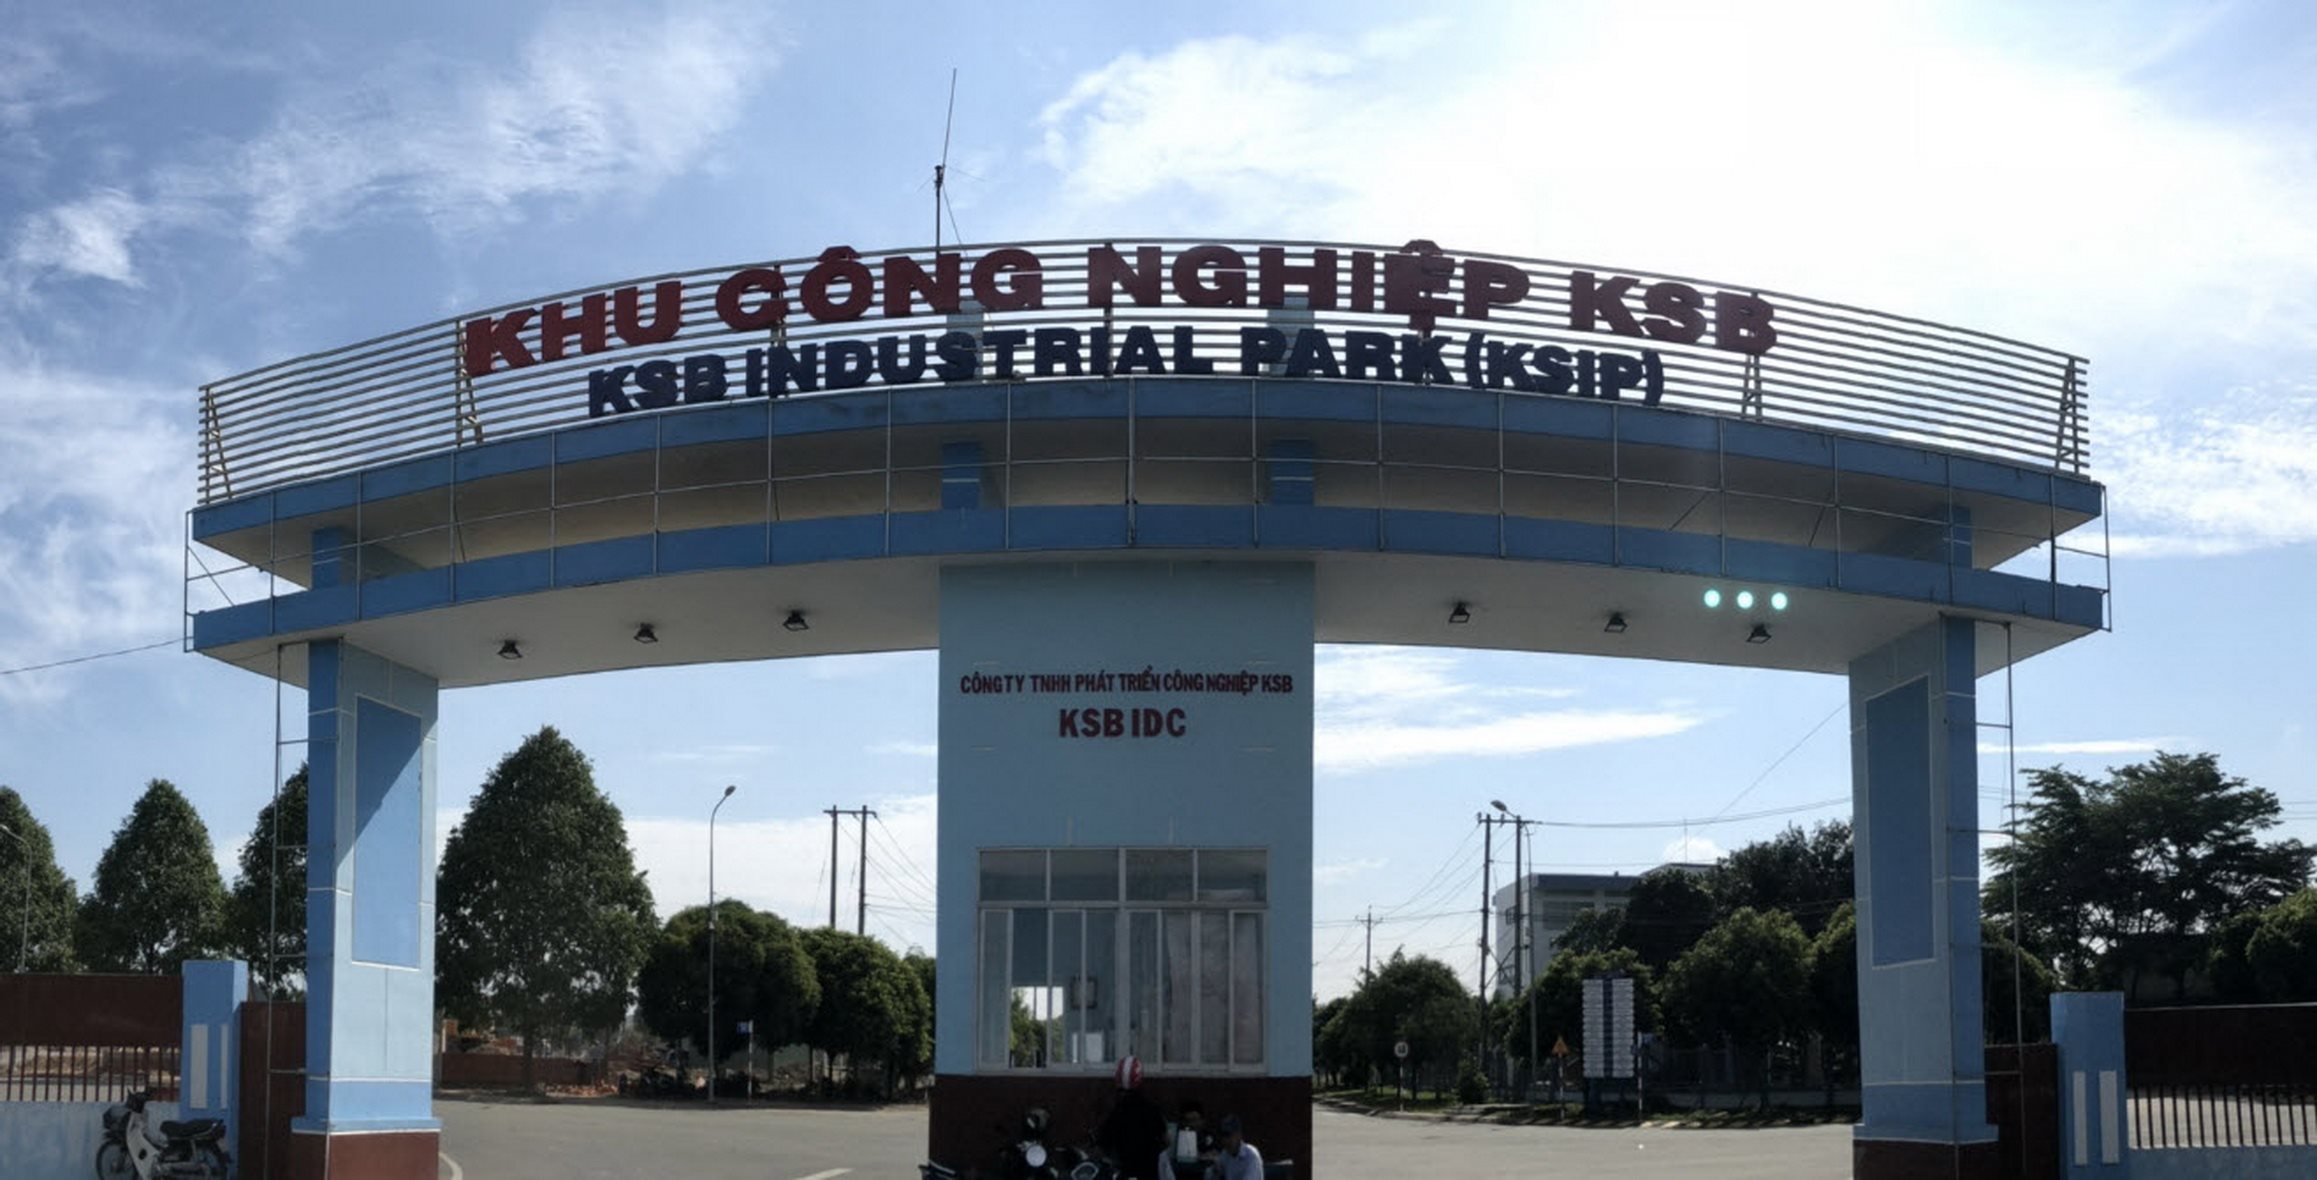 KHU CÔNG NGHIỆP KSB
KSB INDUSTRIAL PARK (KSIP)
CÔNG TY TNHH PHÁT TRIỂN CÔNG NGHIỆP KSB
KSB IDC